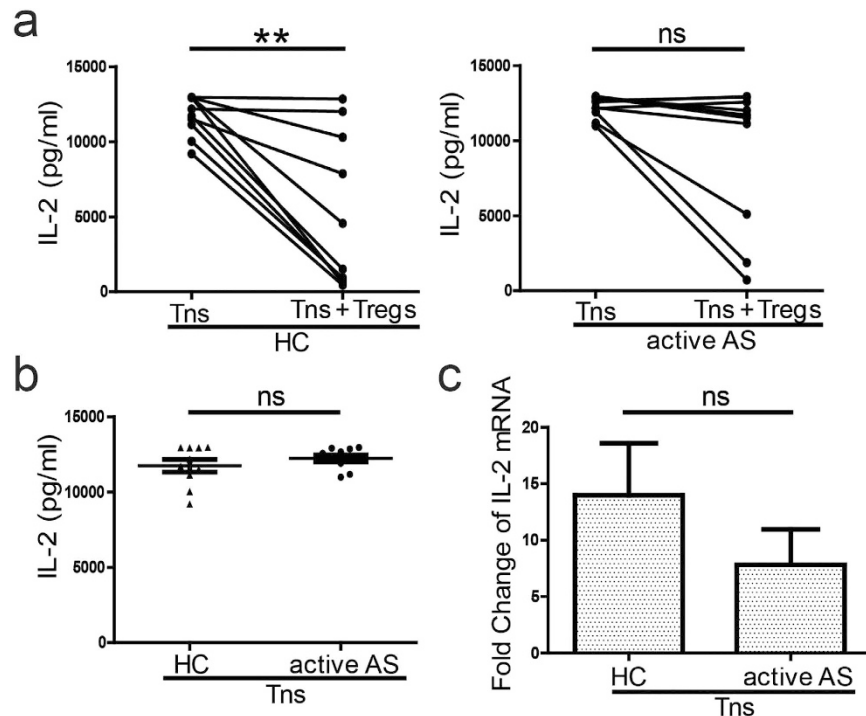 a
**
ns
15000
10000
5000
0
IL-2 (pg/ml)
Tns
Tns + Tregs
HC
15000
10000
5000
0
IL-2 (pg/ml)
Tns
Tns + Tregs
active AS
b
ns
15000
10000
5000
0
IL-2 (pg/ml)
HC
active AS
Tns
c
ns
20
15
10
5
0
Fold Change of IL-2 mRNA
HC
active AS
Tns